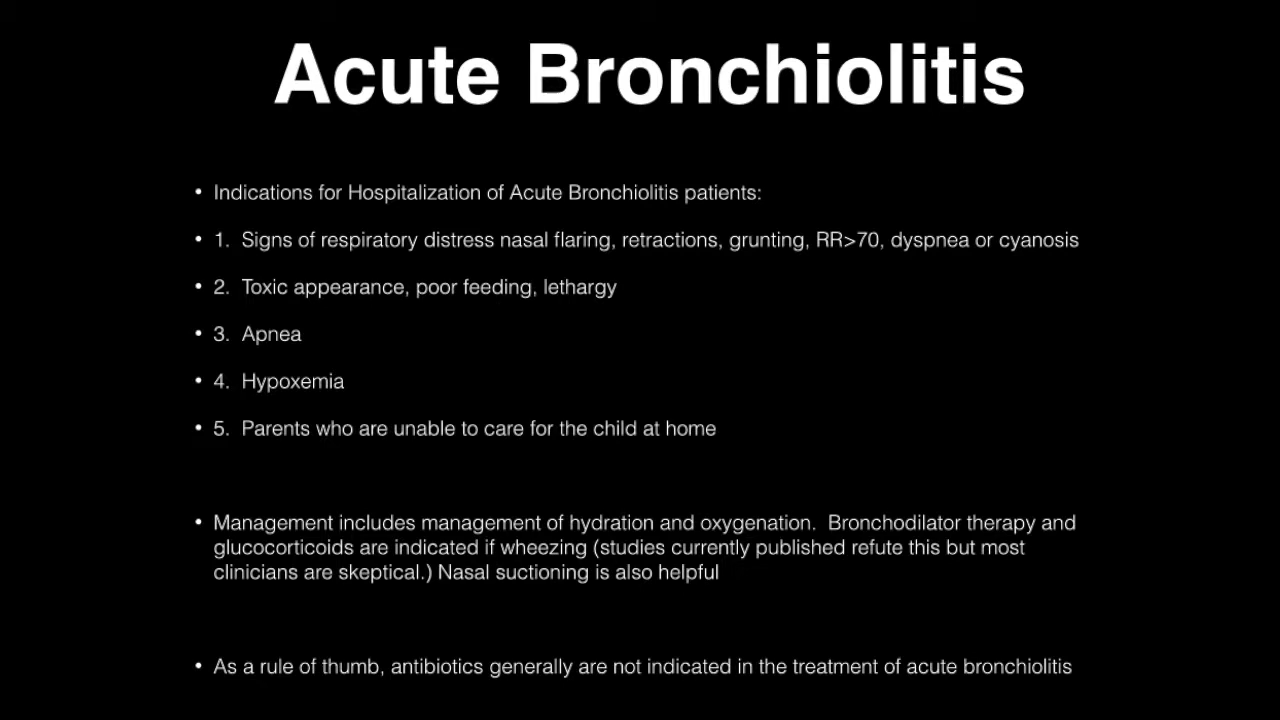 Acute Bronchiolitis
• Indications for Hospitalization of Acute Bronchiolitis patients:
• 1.  Signs of respiratory distress nasal flaring, retractions, grunting, RR>70, dyspnea or cyanosis
• 2.  Toxic appearance, poor feeding, lethargy
• 3.  Apnea
• 4.  Hypoxemia
• 5.  Parents who are unable to care for the child at home
• Management includes management of hydration and oxygenation.  Bronchodilator therapy and
glucocorticoids are indicated if wheezing (studies currently published refute this but most
clinicians are skeptical.) Nasal suctioning is also helpful
• As a rule of thumb, antibiotics generally are not indicated in the treatment of acute bronchiolitis